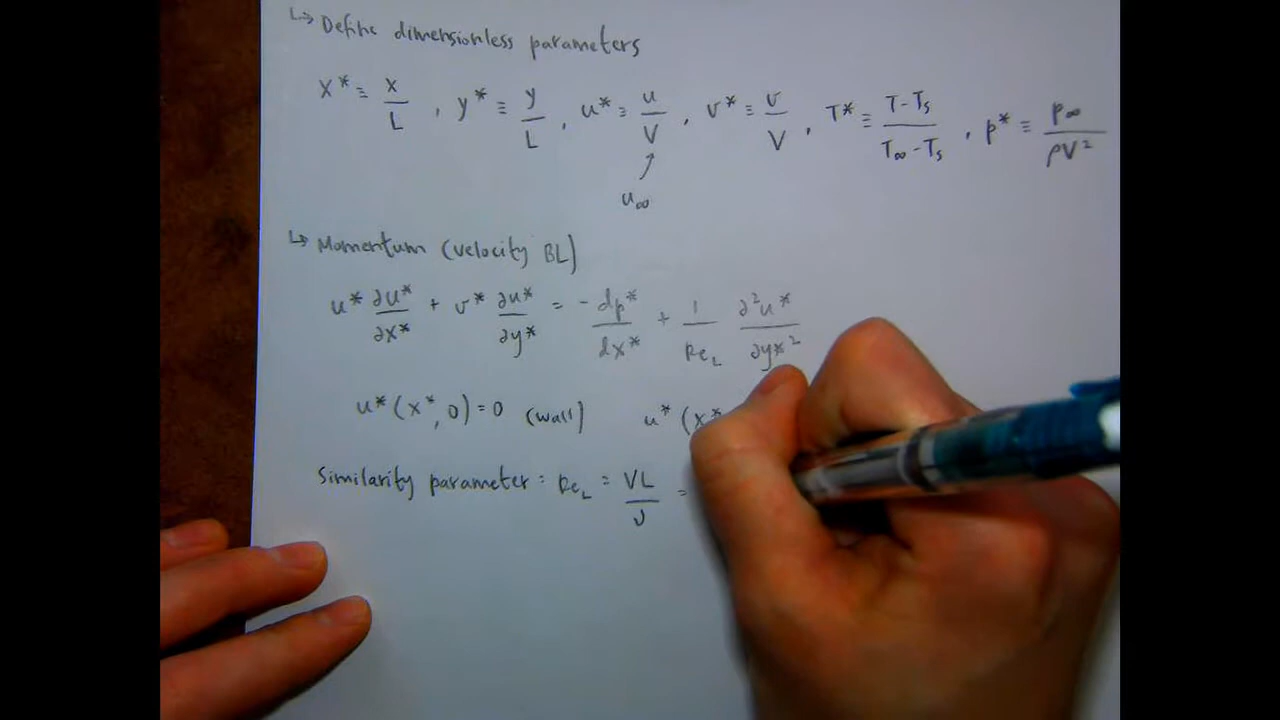 ↳ Define dimensionless parameters
x* ≡ x/L , y* ≡ y/L , u* ≡ u/V , v* ≡ v/V , T* ≡ (T-Ts)/(T∞-Ts) , p* ≡ p∞/ρV²
↗
u∞
↳ Momentum (velocity BL)
u* ∂u*/∂x* + v* ∂u*/∂y* = - dp*/dx* + 1/ReL ∂²u*/∂y*²
u*(x*,0) = 0 (wall) u*(x*
Similarity parameter: ReL = VL/ν =